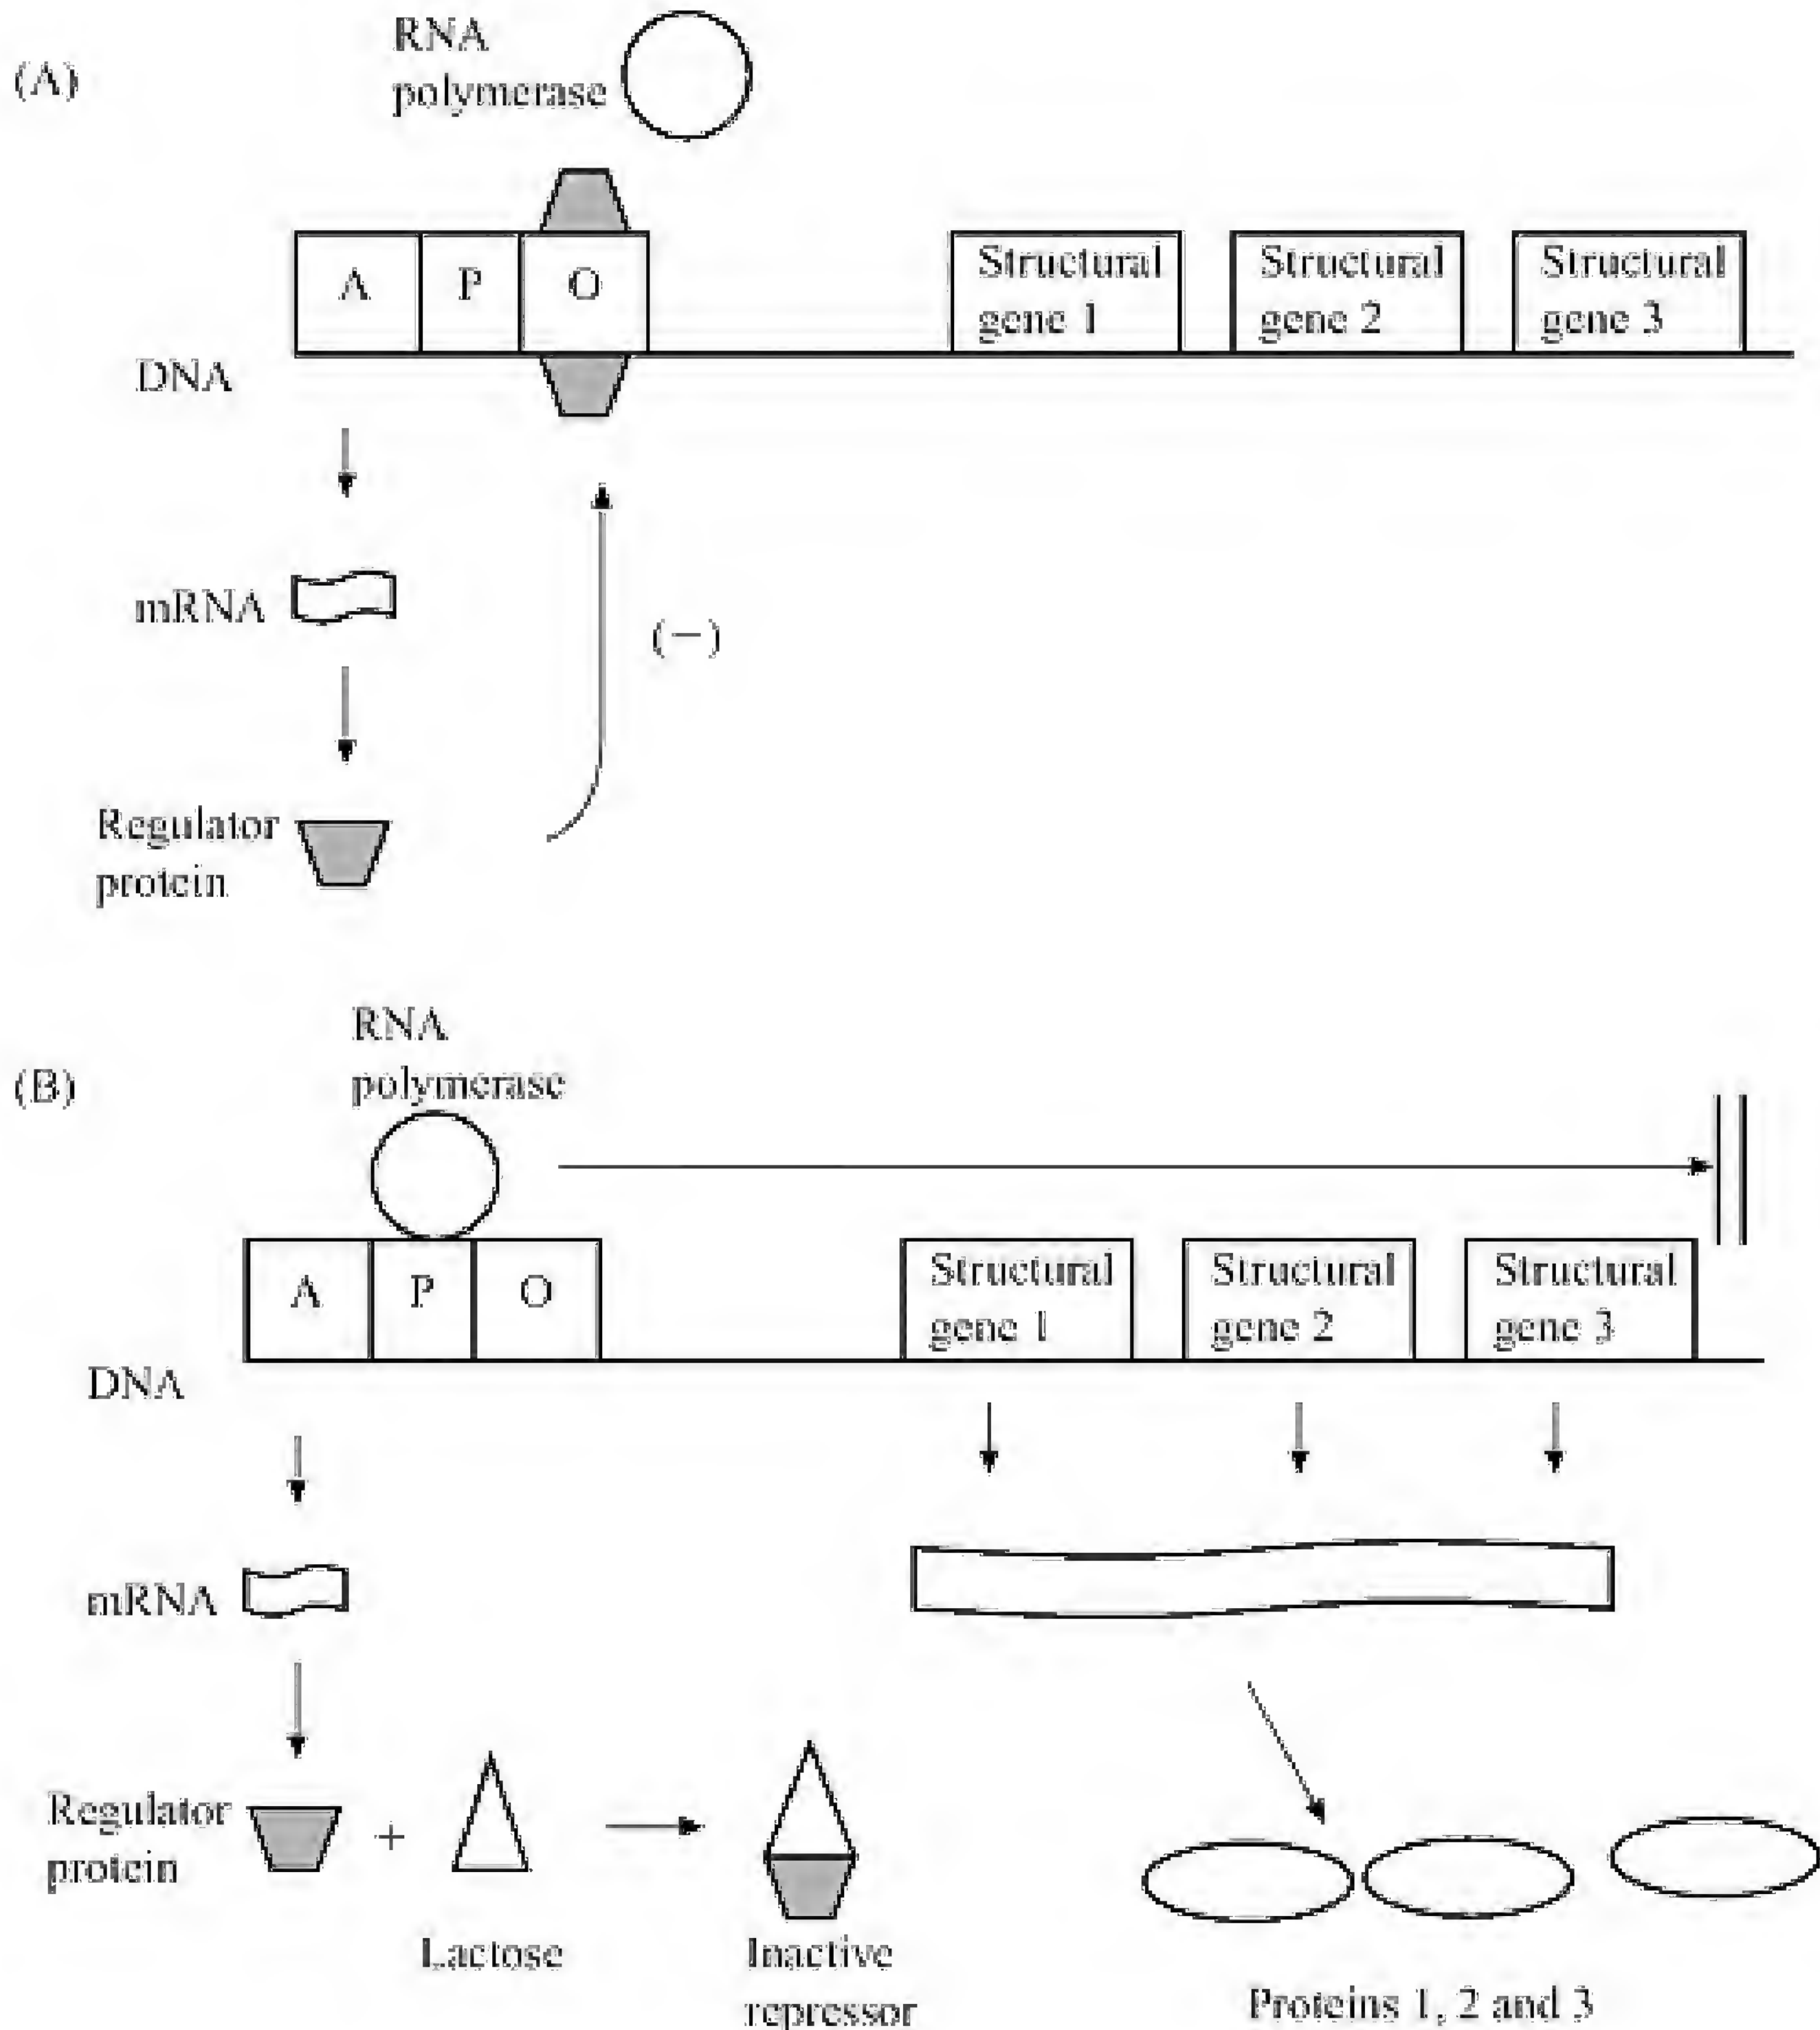 (A)
RNA
polymerase
A P O
Structural
gene 1
Structural
gene 2
Structural
gene 3
DNA
mRNA
(−)
Regulator
protein
(B)
RNA
polymerase
A P O
Structural
gene 1
Structural
gene 2
Structural
gene 3
DNA
mRNA
Regulator
protein
+
Lactose
Inactive
repressor
Proteins 1, 2 and 3